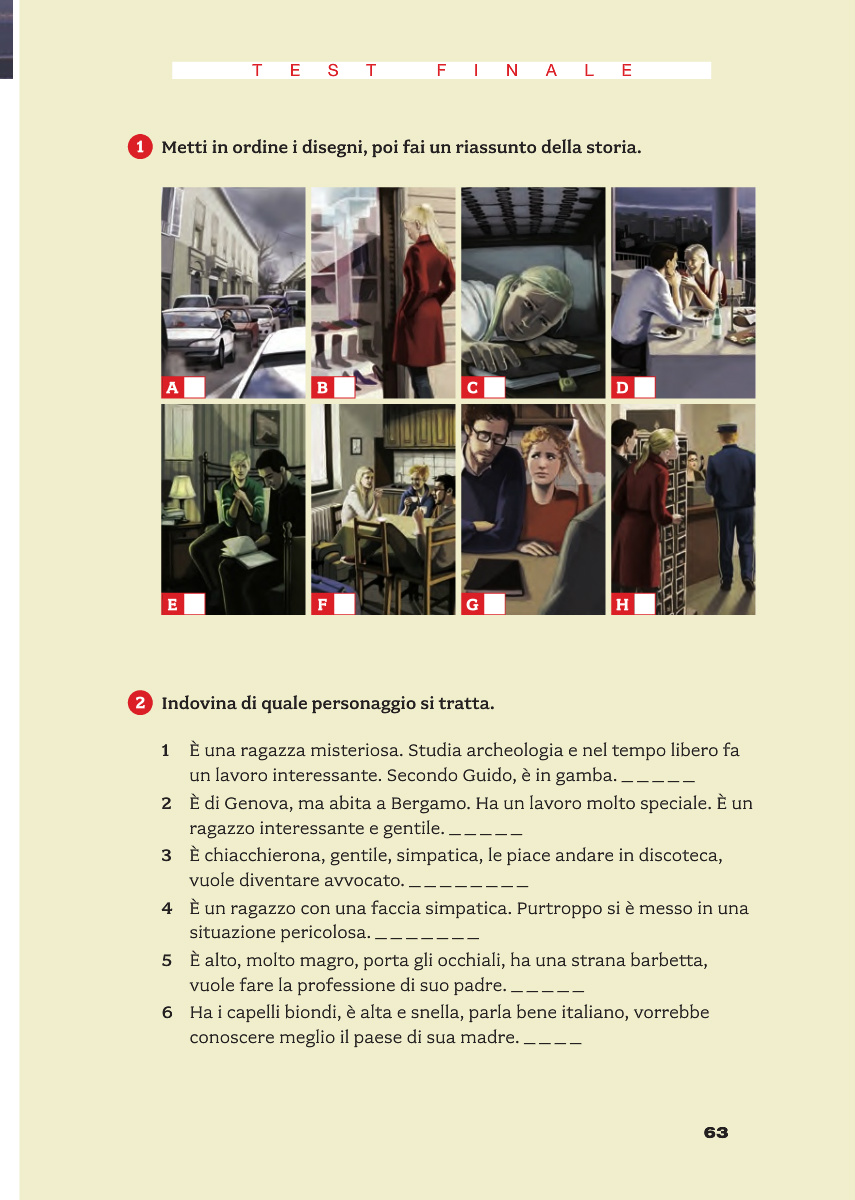 TEST FINALE
1 Metti in ordine i disegni, poi fai un riassunto della storia.
A B C D
E F G H
2 Indovina di quale personaggio si tratta.
1 È una ragazza misteriosa. Studia archeologia e nel tempo libero fa
un lavoro interessante. Secondo Guido, è in gamba. _ _ _ _ _
2 È di Genova, ma abita a Bergamo. Ha un lavoro molto speciale. È un
ragazzo interessante e gentile. _ _ _ _ _
3 È chiacchierona, gentile, simpatica, le piace andare in discoteca,
vuole diventare avvocato. _ _ _ _ _ _ _ _
4 È un ragazzo con una faccia simpatica. Purtroppo si è messo in una
situazione pericolosa. _ _ _ _ _ _ _
5 È alto, molto magro, porta gli occhiali, ha una strana barbetta,
vuole fare la professione di suo padre. _ _ _ _ _
6 Ha i capelli biondi, è alta e snella, parla bene italiano, vorrebbe
conoscere meglio il paese di sua madre. _ _ _ _
63